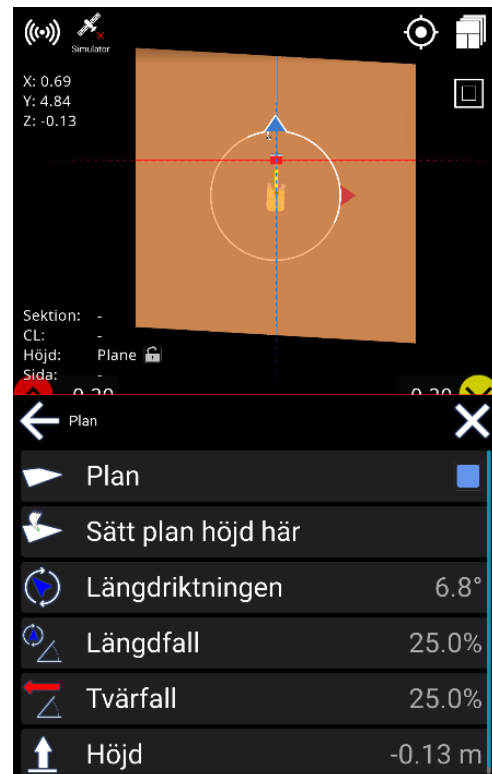 Simulator
X: 0.69
Y: 4.84
Z: -0.13
Sektion: -
CL: -
Höjd: Plane
Sida: -
Plan
Plan
Sätt plan höjd här
Längdriktningen 6.8°
Längdfall 25.0%
Tvärfall 25.0%
Höjd -0.13 m